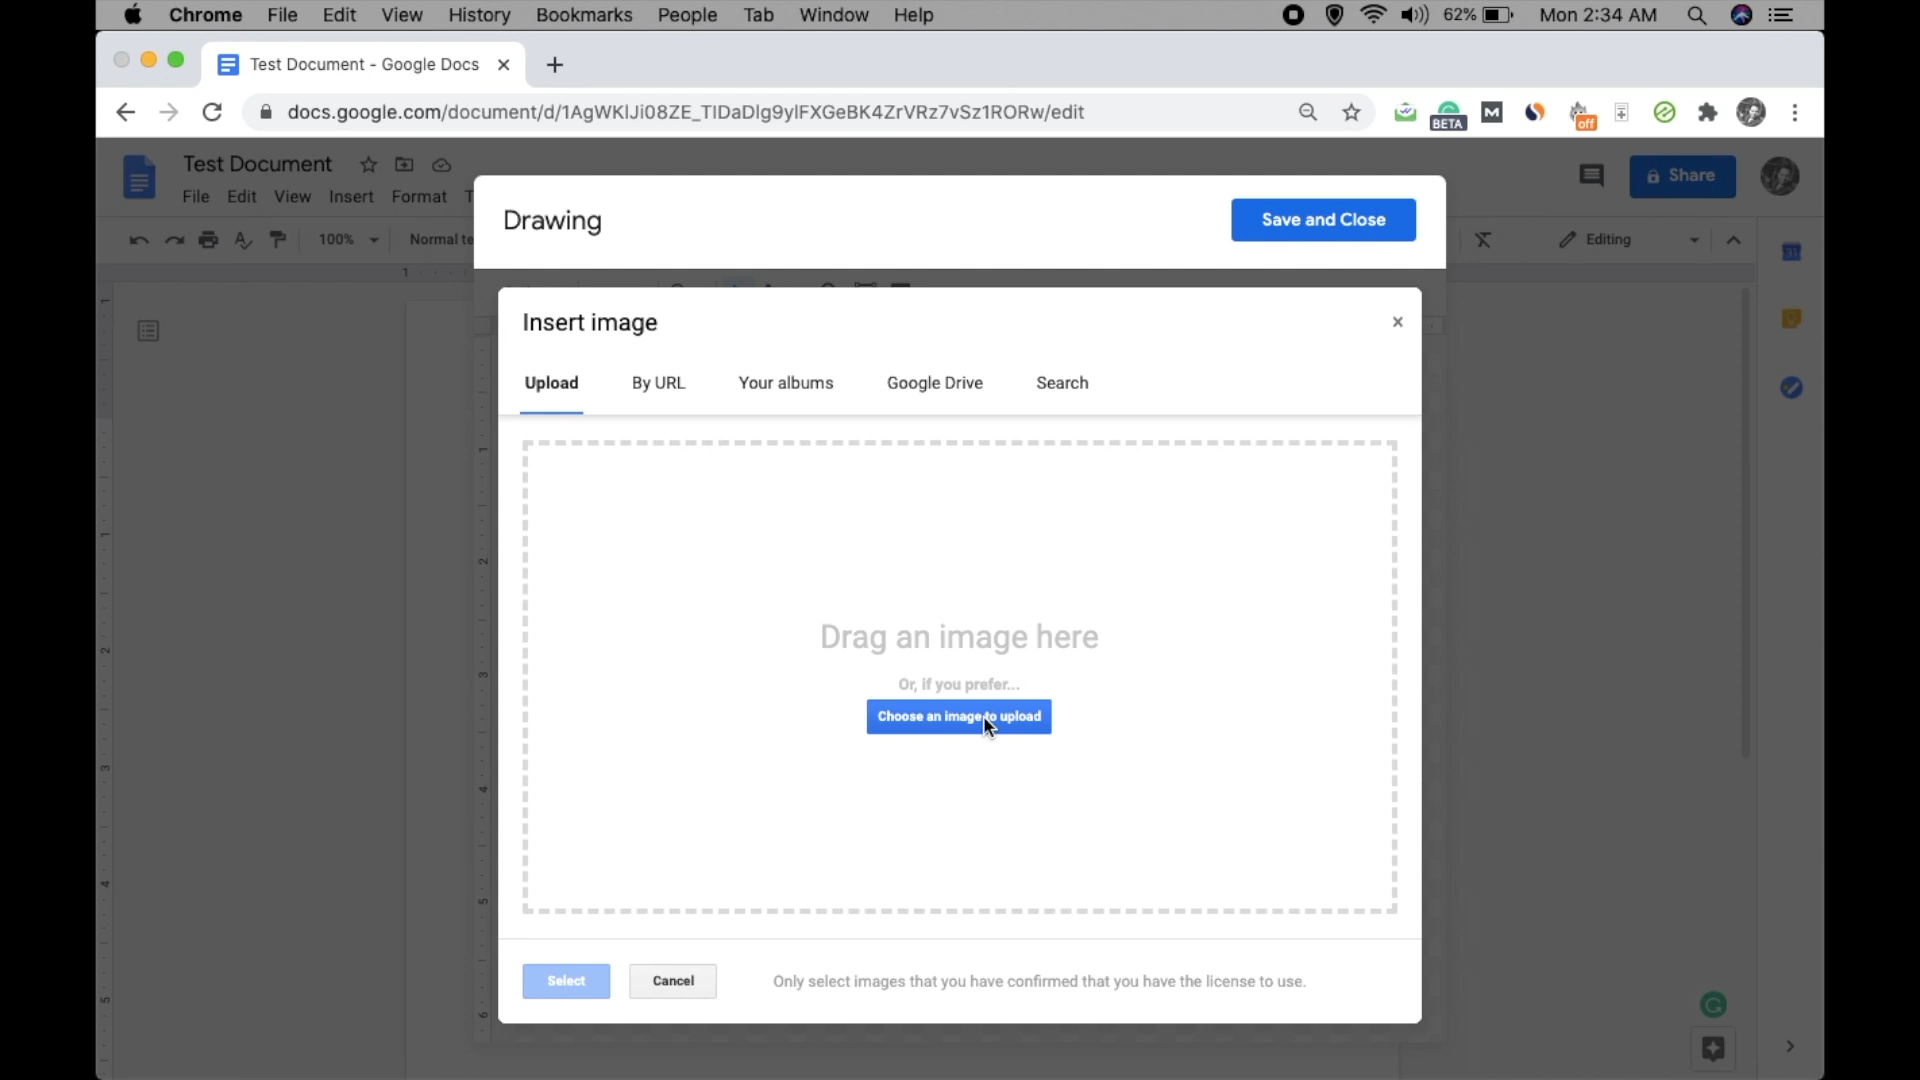 Chrome File Edit View History Bookmarks People Tab Window Help 62% Mon 2:34 AM
Test Document - Google Docs
docs.google.com/document/d/1AgWKlJi08ZE_TIDaDlg9ylFXGeBK4ZrVRz7vSz1RORw/edit
BETA
M
off
Test Document
File Edit View Insert Format T
Share
Drawing
Save and Close
100%
Normal te
Editing
Insert image
Upload By URL Your albums Google Drive Search
Drag an image here
Or, if you prefer...
Choose an image to upload
Select
Cancel
Only select images that you have confirmed that you have the license to use.